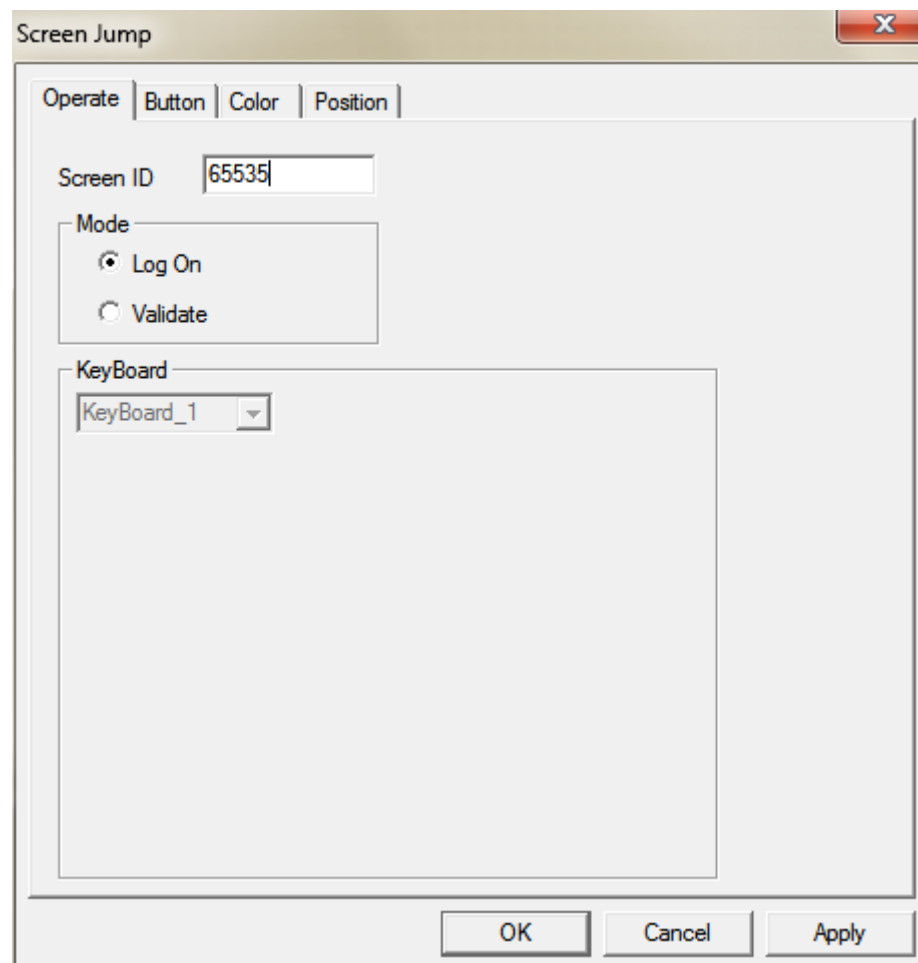 Screen Jump
Operate Button Color Position
Screen ID 65535
Mode
Log On
Validate
KeyBoard
KeyBoard_1
OK Cancel Apply